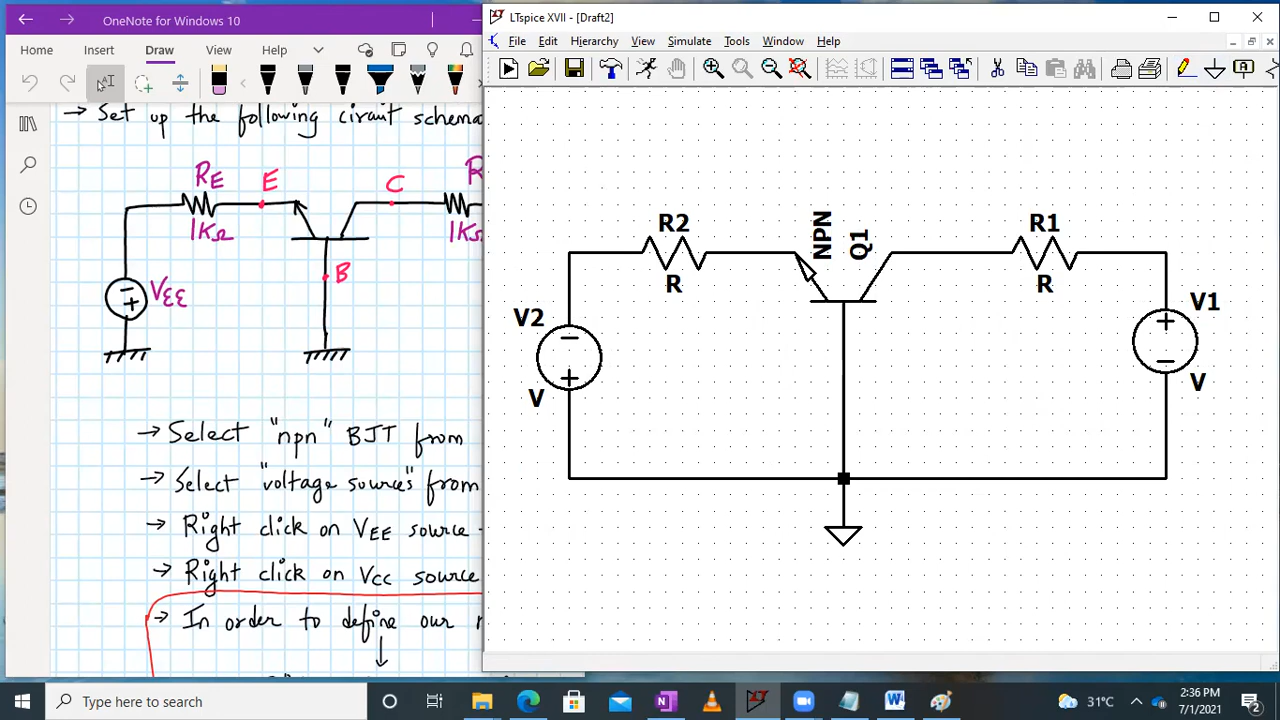 OneNote for Windows 10
Home Insert Draw View Help
→ Set up the following circuit schema
RE
E
C
R
1KΩ
1KΩ
B
VEE
→ Select "npn" BJT from
→ Select "voltage sources" from
→ Right click on VEE source
→ Right click on Vcc source
→ In order to define our
LTspice XVII - [Draft2]
File Edit Hierarchy View Simulate Tools Window Help
R2
NPN
Q1
R1
R
R
V2
V1
V
V
Type here to search
31°C
2:36 PM
7/1/2021
2